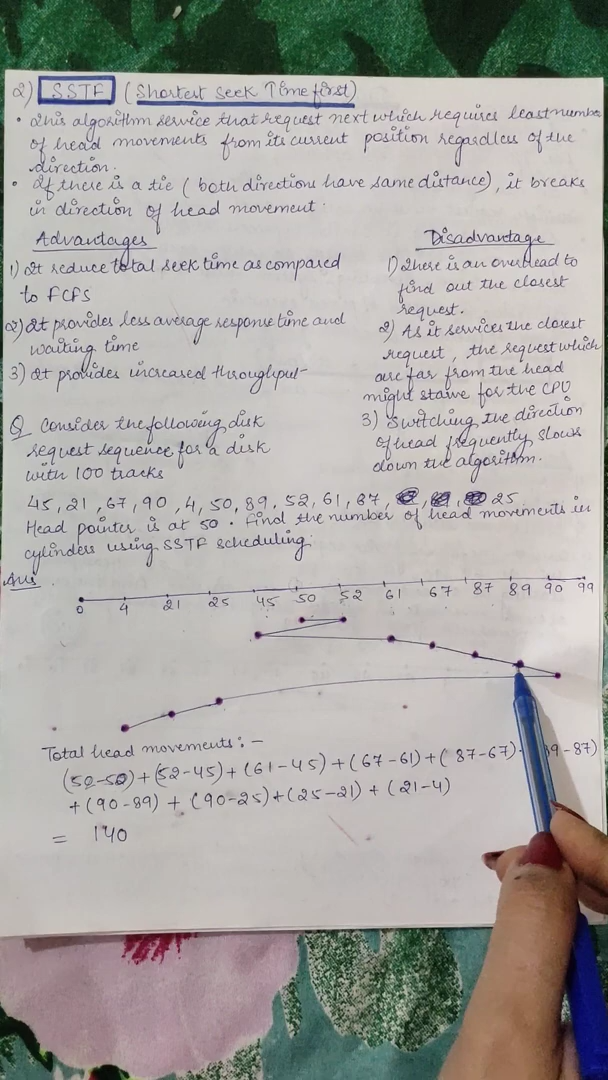 2) SSTF (Shortest Seek Time first)
• This algorithm service that request next which requires least number
of head movements from its current position regardless of the
direction.
• If there is a tie ( both directions have same distance), it breaks
in direction of head movement.
Advantages
1) It reduce total seek time as compared
to FCFS
2) It provides less average response time and
waiting time
3) It provides increased throughput
Disadvantage
1) There is an overhead to
find out the closest
request.
2) As it services the closest
request, the request which
are far from the head
might starve for the CPU
3) Switching the direction
of head frequently slows
down the algorithm.
Q Consider the following disk
request sequence for a disk
with 100 tracks
45, 21, 67, 90, 4, 50, 89, 52, 61, 87, 25
Head pointer is at 50. Find the number of head movements in
cylinders using SSTF scheduling.
Ans
0 4 21 25 45 50 52 61 67 87 89 90 99
Total head movements :-
(52-50) + (52-45) + (61-45) + (67-61) + (87-67) 9-87)
+ (90-89) + (90-25) + (25-21) + (21-4)
= 140